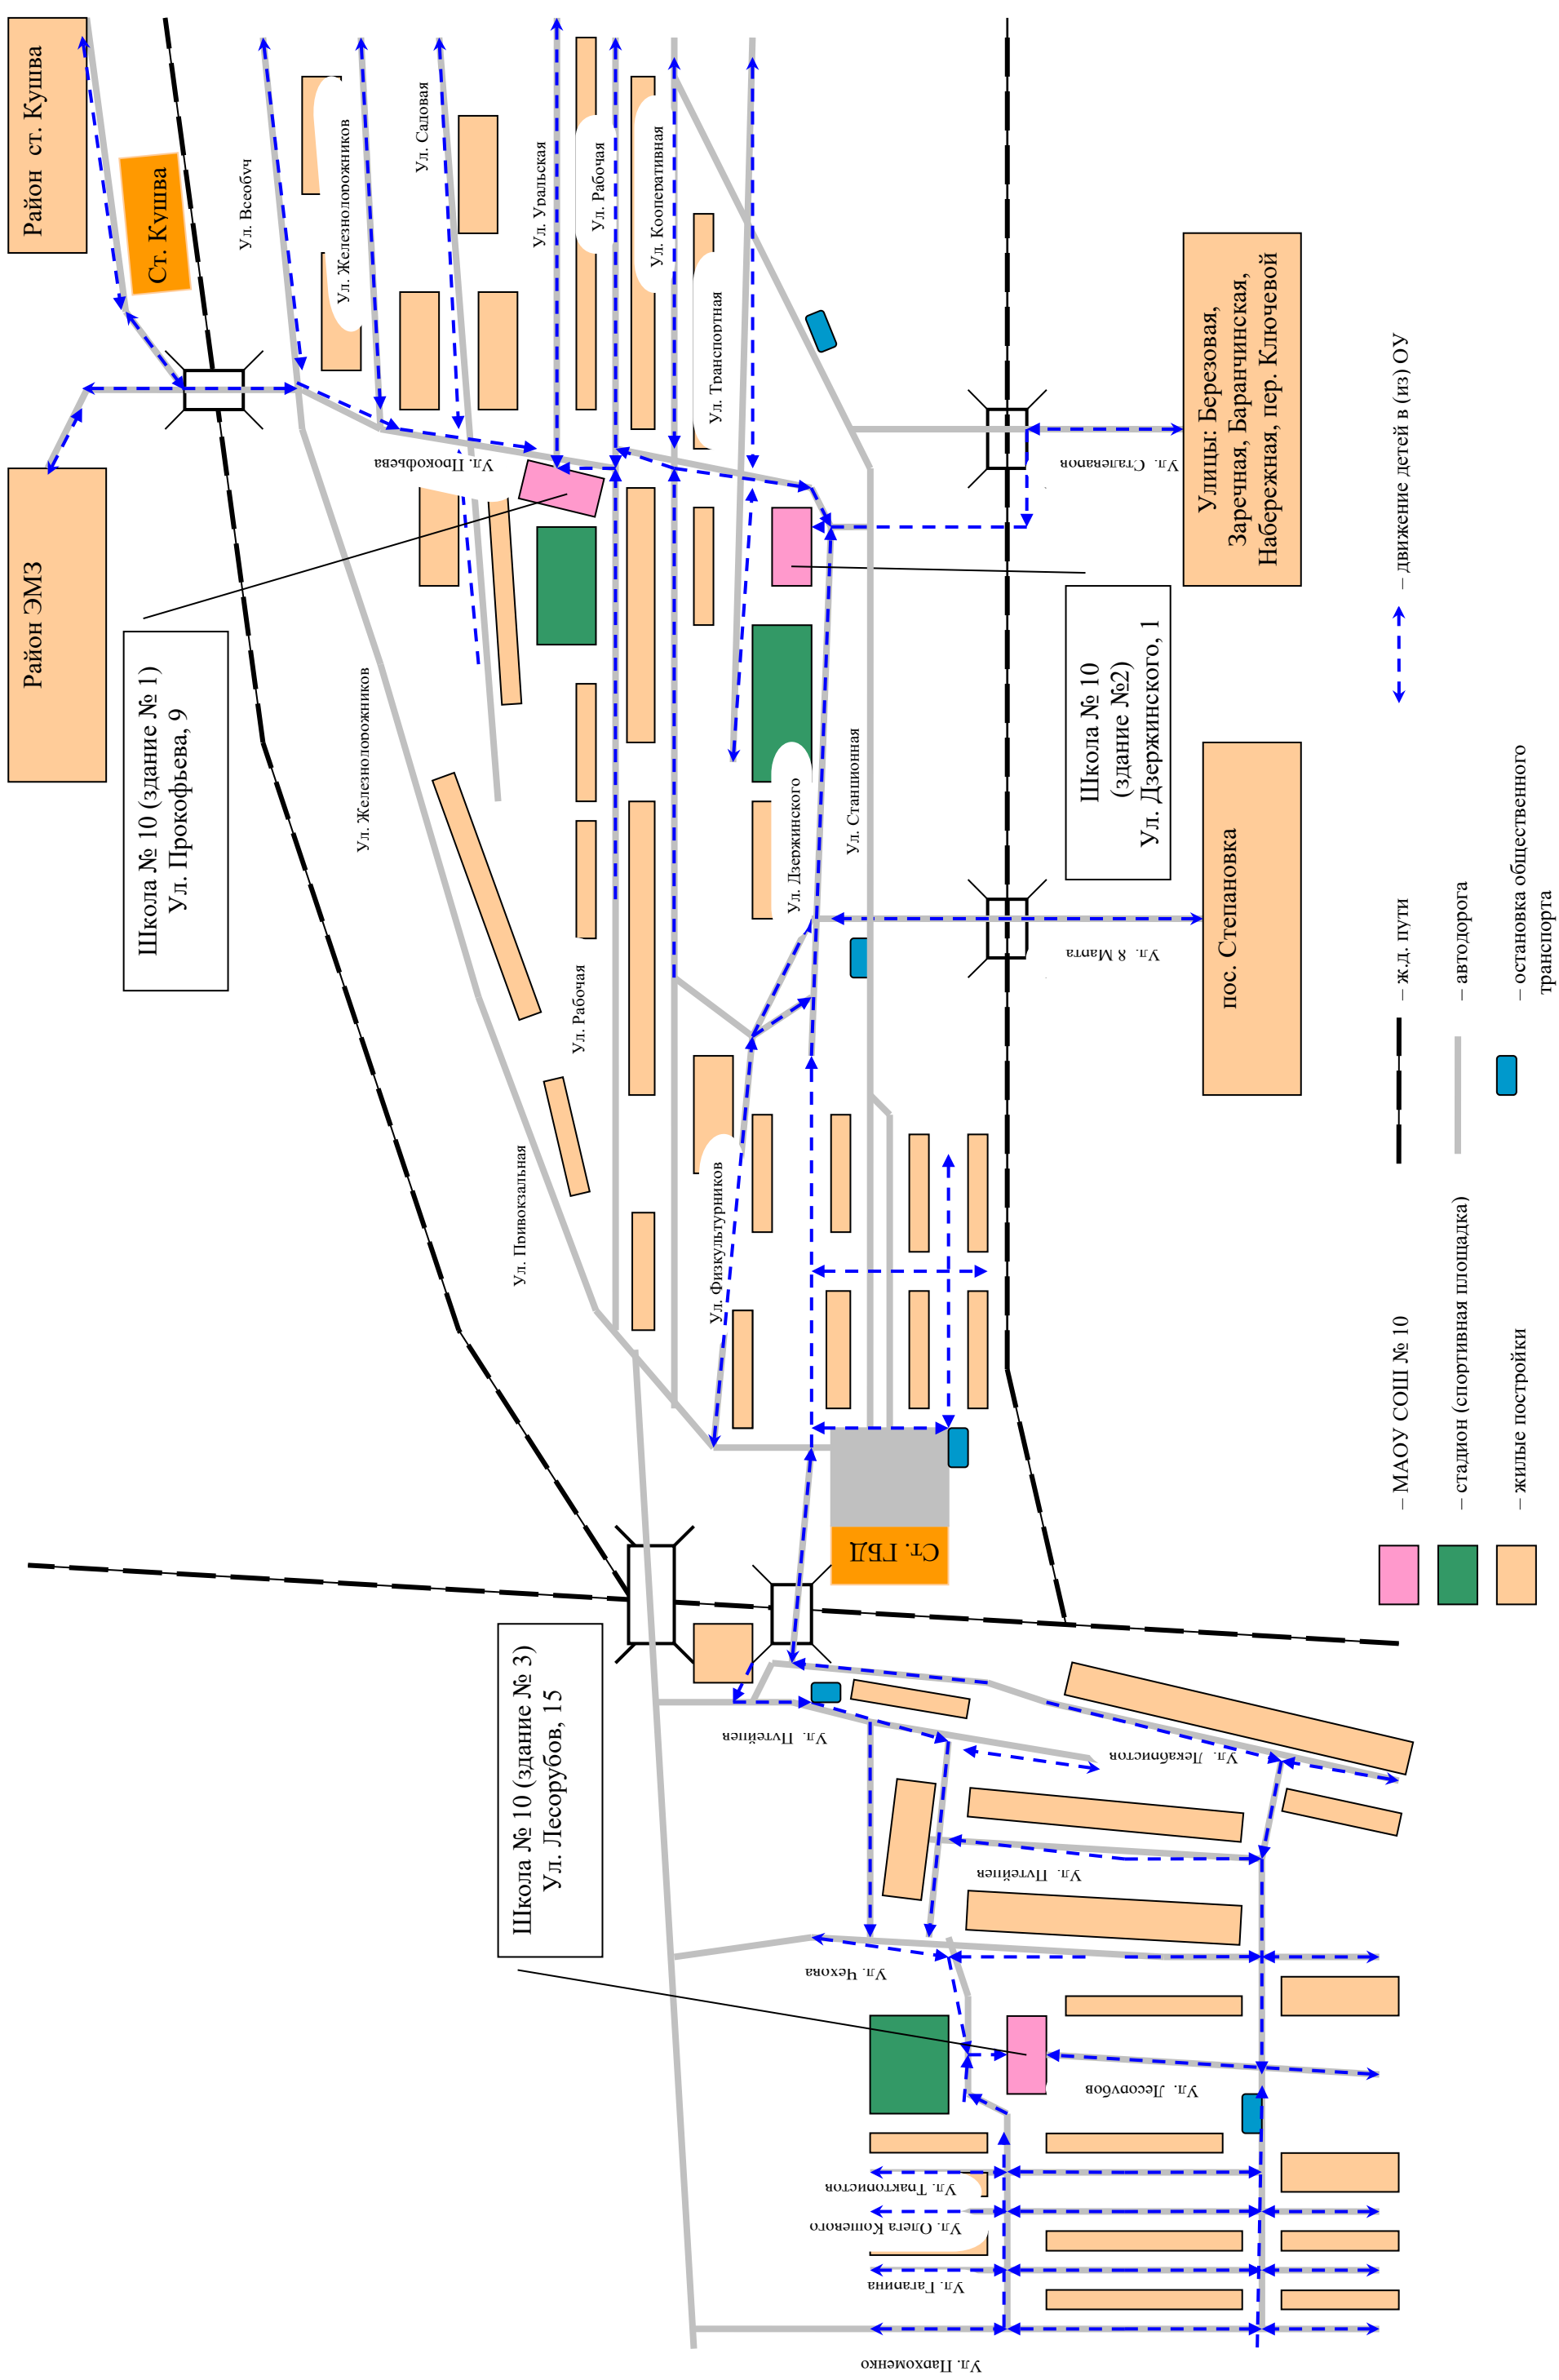 Район ст. Кушва
Ст. Кушва
Ул. Всеобуч
Ул. Железнодорожников
Ул. Садовая
Ул. Уральская
Ул. Рабочая
Ул. Кооперативная
Ул. Транспортная
Район ЭМЗ
Школа № 10 (здание № 1)
Ул. Прокофьева, 9
Ул. Прокофьева
Ул. Железнодорожников
Ул. Рабочая
Ул. Привокзальная
Ул. Физкультурников
Ул. Дзержинского
Ул. Станционная
Ул. Сталеваров
Улицы: Березовая,
Заречная, Баранчинская,
Набережная, пер. Ключевой
Школа № 10
(здание №2)
Ул. Дзержинского, 1
Ул. 8 Марта
пос. Степановка
Ст. ГБД
Школа № 10 (здание № 3)
Ул. Лесорубов, 15
Ул. Путейцев
Ул. Декабристов
Ул. Путейцев
Ул. Чехова
Ул. Лесорубов
Ул. Трактористов
Ул. Олега Кошевого
Ул. Гагарина
Ул. Пархоменко
– МАОУ СОШ № 10
– стадион (спортивная площадка)
– жилые постройки
– ж.д. пути
– автодорога
– остановка общественного
транспорта
– движение детей в (из) ОУ